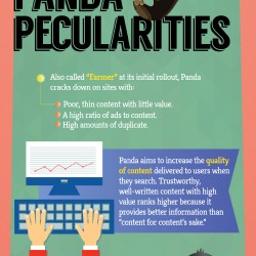 PANDA
PECULARITIES
Also called "Farmer" at its initial rollout, Panda
cracks down on sites with:
Poor, thin content with little value.
A high ratio of ads to content.
High amounts of duplicate.
Panda aims to increase the quality
of content delivered to users when
they search. Trustworthy,
well-written content with high
value ranks higher because it
provides better information than
"content for content's sake."